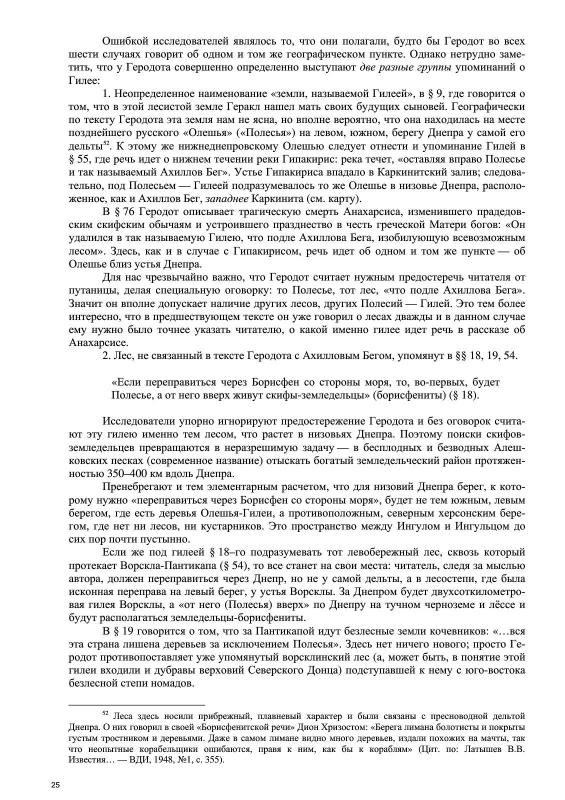 Ошибкой исследователей являлось то, что они полагали, будто бы Геродот во всех
шести случаях говорит об одном и том же географическом пункте. Однако нетрудно заме-
тить, что у Геродота совершенно определенно выступают две разные группы упоминаний о
Гилее:
1. Неопределенное наименование «земли, называемой Гилеей», в § 9, где говорится о
том, что в этой лесистой земле Геракл нашел мать своих будущих сыновей. Географически
по тексту Геродота эта земля нам не ясна, но вполне вероятно, что она находилась на месте
позднейшего русского «Олешья» («Полесья») на левом, южном, берегу Днепра у самой его
дельты52. К этому же нижнеднепровскому Олешью следует отнести и упоминание Гилей в
§ 55, где речь идет о нижнем течении реки Гипакирис: река течет, «оставляя вправо Полесье
и так называемый Ахиллов Бег». Устье Гипакириса впадало в Каркинитский залив; следова-
тельно, под Полесьем — Гилеей подразумевалось то же Олешье в низовье Днепра, располо-
женное, как и Ахиллов Бег, западнее Каркинита (см. карту).
В § 76 Геродот описывает трагическую смерть Анахарсиса, изменившего прадедов-
ским скифским обычаям и устроившего празднество в честь греческой Матери богов: «Он
удалился в так называемую Гилею, что подле Ахиллова Бега, изобилующую всевозможным
лесом». Здесь, как и в случае с Гипакирисом, речь идет об одном и том же пункте — об
Олешье близ устья Днепра.
Для нас чрезвычайно важно, что Геродот считает нужным предостеречь читателя от
путаницы, делая специальную оговорку: то Полесье, тот лес, «что подле Ахиллова Бега».
Значит он вполне допускает наличие других лесов, других Полесий — Гилей. Это тем более
интересно, что в предшествующем тексте он уже говорил о лесах дважды и в данном случае
ему нужно было точнее указать читателю, о какой именно гилее идет речь в рассказе об
Анахарсисе.
2. Лес, не связанный в тексте Геродота с Ахилловым Бегом, упомянут в §§ 18, 19, 54.
«Если переправиться через Борисфен со стороны моря, то, во-первых, будет
Полесье, а от него вверх живут скифы-земледельцы» (борисфениты) (§ 18).
Исследователи упорно игнорируют предостережение Геродота и без оговорок счита-
ют эту гилею именно тем лесом, что растет в низовьях Днепра. Поэтому поиски скифов-
земледельцев превращаются в неразрешимую задачу — в бесплодных и безводных Алеш-
ковских песках (современное название) отыскать богатый земледельческий район протяжен-
ностью 350–400 км вдоль Днепра.
Пренебрегают и тем элементарным расчетом, что для низовий Днепра берег, к кото-
рому нужно «переправиться через Борисфен со стороны моря», будет не тем южным, левым
берегом, где есть деревья Олешья-Гилеи, а противоположным, северным херсонским бере-
гом, где нет ни лесов, ни кустарников. Это пространство между Ингулом и Ингульцом до
сих пор почти пустынно.
Если же под гилеей § 18–го подразумевать тот левобережный лес, сквозь который
протекает Ворскла-Пантикапа (§ 54), то все станет на свои места: читатель, следя за мыслью
автора, должен переправиться через Днепр, но не у самой дельты, а в лесостепи, где была
исконная переправа на левый берег, у устья Ворсклы. За Днепром будет двухсоткилометро-
вая гилея Ворсклы, а «от него (Полесья) вверх» по Днепру на тучном черноземе и лёссе и
будут располагаться земледельцы-борисфениты.
В § 19 говорится о том, что за Пантикапой идут безлесные земли кочевников: «…вся
эта страна лишена деревьев за исключением Полесья». Здесь нет ничего нового; просто Ге-
родот противопоставляет уже упомянутый ворсклинский лес (а, может быть, в понятие этой
гилеи входили и дубравы верховий Северского Донца) подступавшей к нему с юго-востока
безлесной степи номадов.
52 Леса здесь носили прибрежный, плавневый характер и были связаны с пресноводной дельтой
Днепра. О них говорил в своей «Борисфенитской речи» Дион Хризостом: «Берега лимана болотисты и покрыты
густым тростником и деревьями. Даже в самом лимане видно много деревьев, издали похожих на мачты, так
что неопытные корабельщики ошибаются, правя к ним, как бы к кораблям» (Цит. по: Латышев В.В.
Известия… — ВДИ, 1948, №1, с. 355).
25